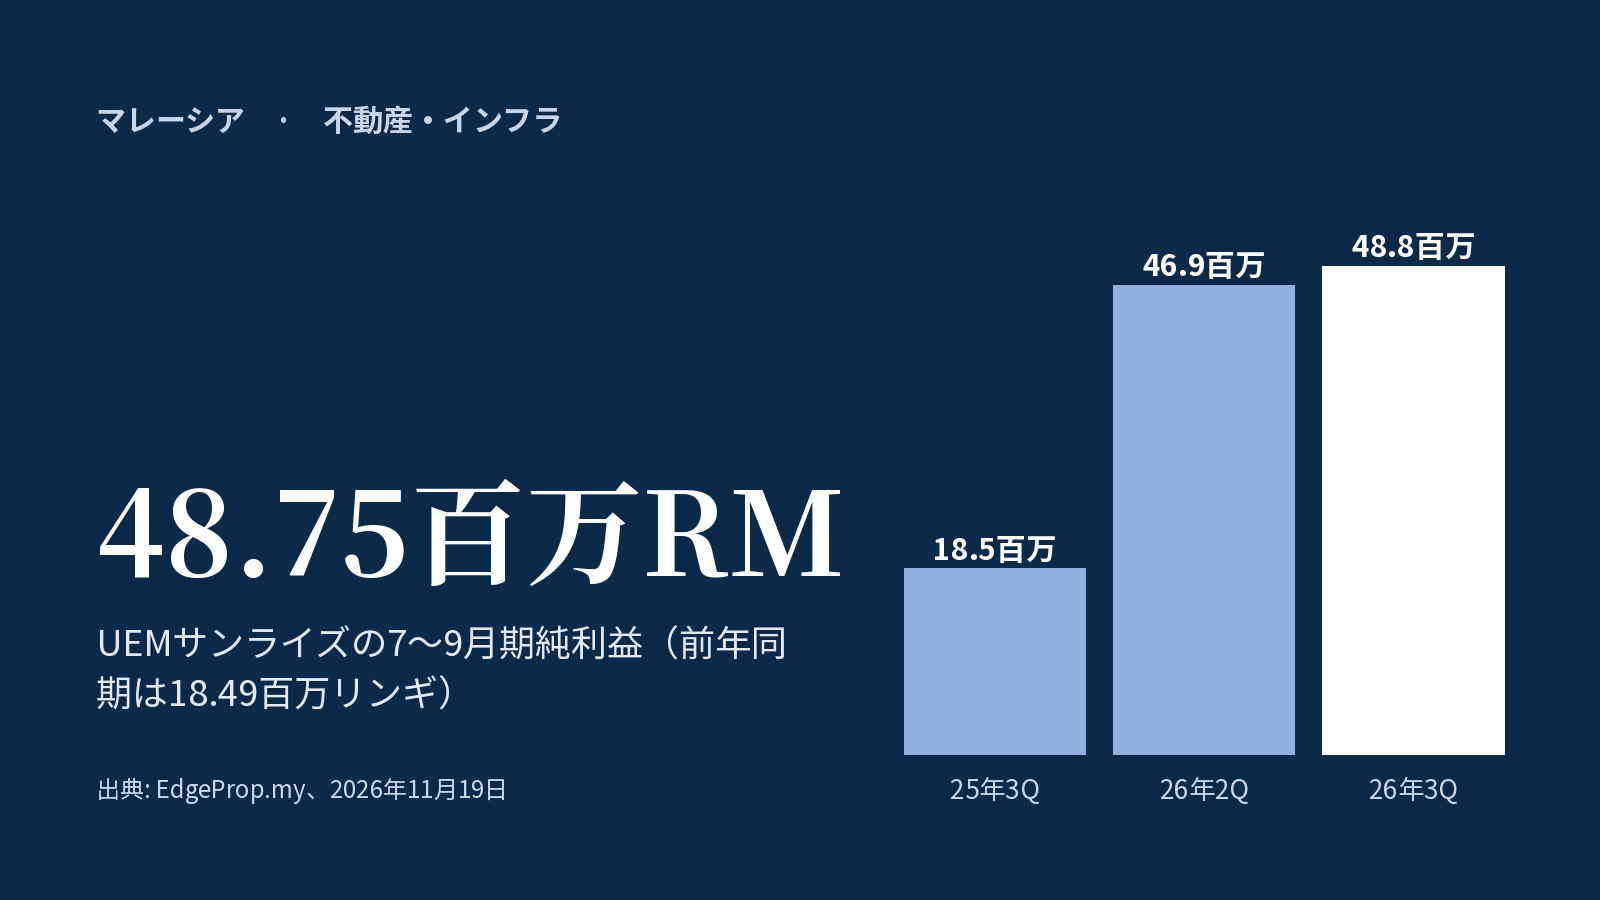 マレーシア · 不動産・インフラ
48.75百万RM
UEMサンライズの7〜9月期純利益（前年同
期は18.49百万リンギ）
出典: EdgeProp.my、2026年11月19日
18.5百万
46.9百万
48.8百万
25年3Q
26年2Q
26年3Q